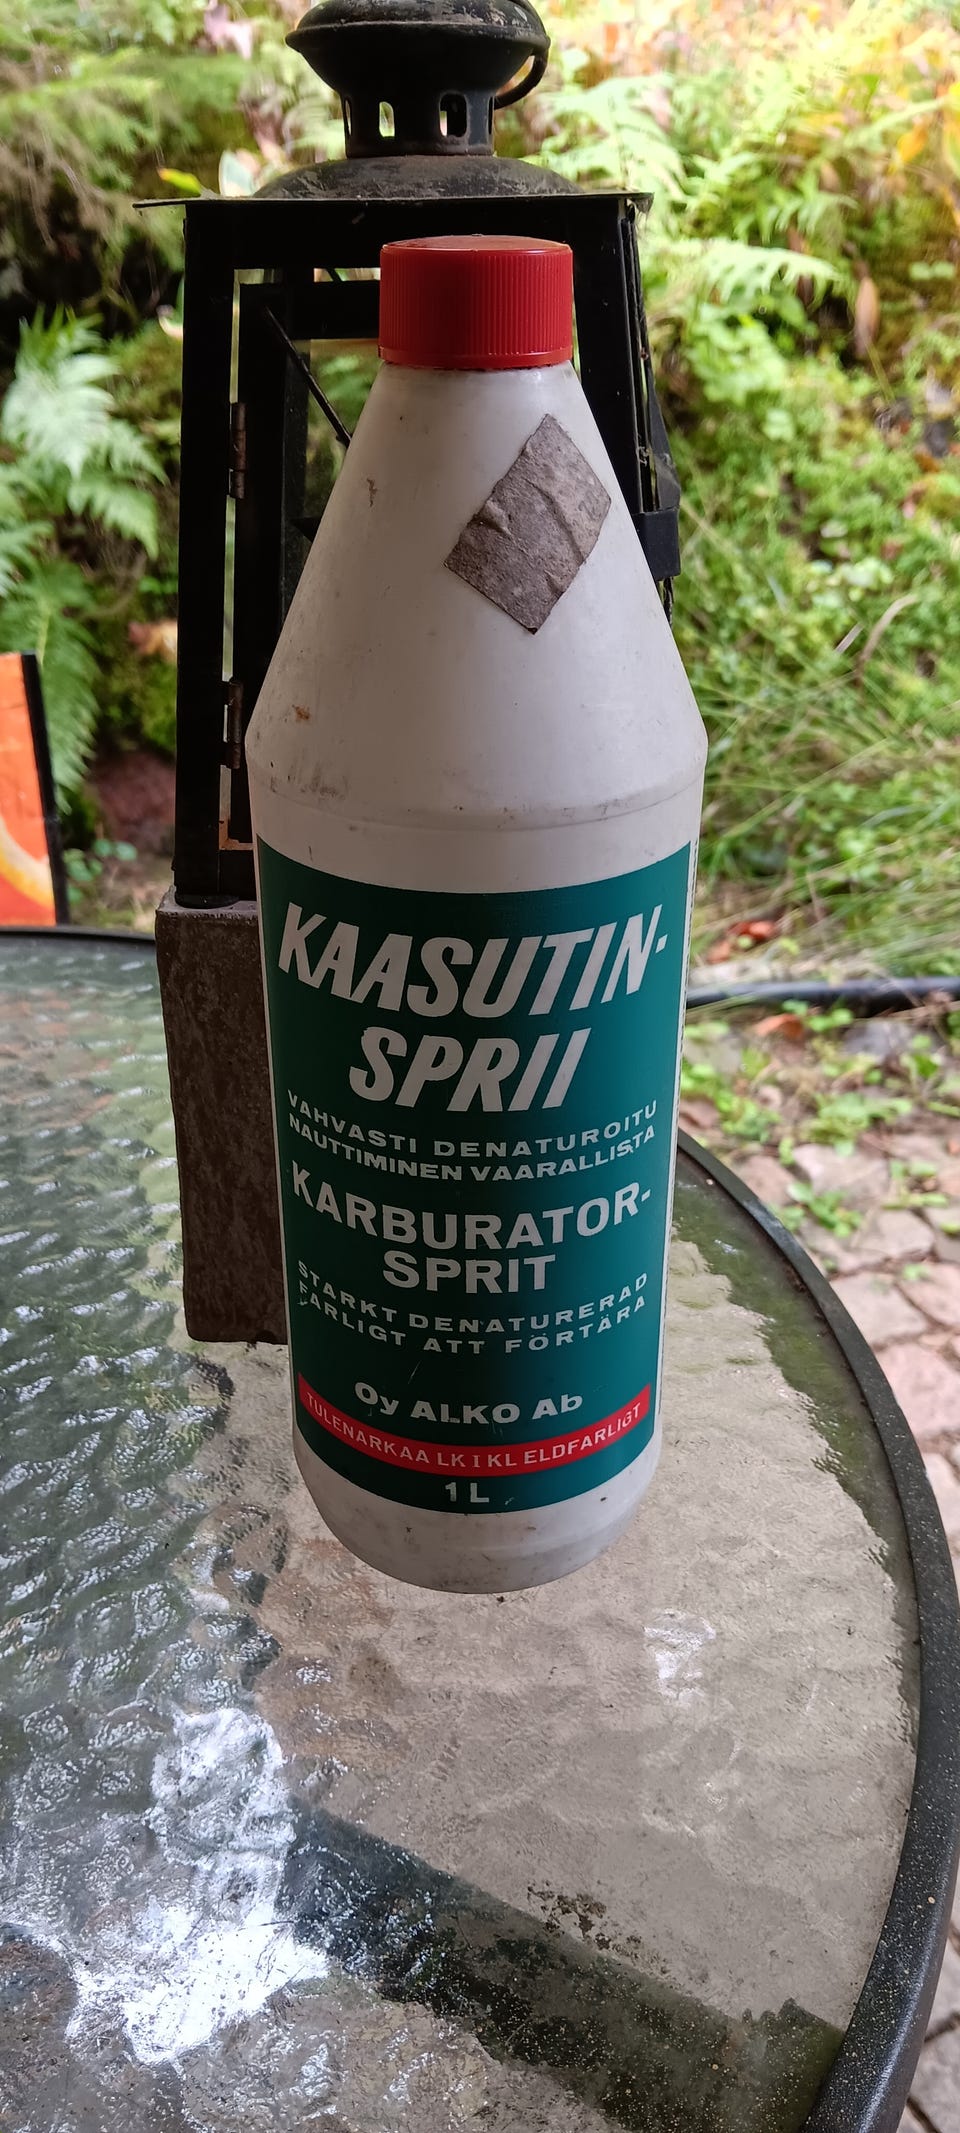 KAASUTIN-
SPRII
VAHVASTI DENATUROITU
NAUTTIMINEN VAARALLISTA
KARBURATOR-
SPRIT
STARKT DENATURERAD
FARLIGT ATT FÖRTÄRA
Oy ALKO Ab
TULENARKAA LK I KL ELDFARLIGT
1 L